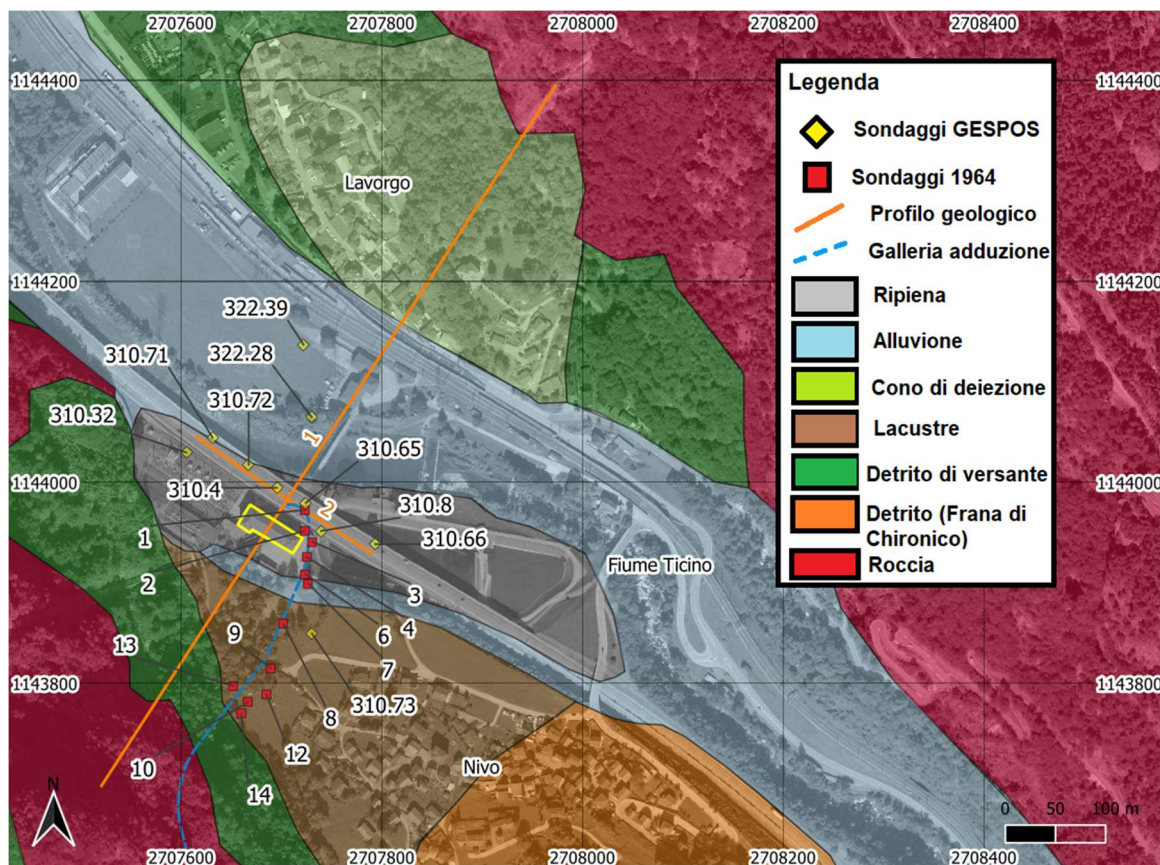 2707600 2707800 2708000 2708200 2708400
1144400 1144400
Legenda
Sondaggi GESPOS
Sondaggi 1964
Profilo geologico
Galleria adduzione
Ripiena
Alluvione
Cono di deiezione
Lacustre
Detrito di versante
Detrito (Frana di
Chironico)
Roccia
Lavorgo
1144200 1144200
322.39
310.71
322.28
310.72
310.32
1
310.65
1144000 1144000
310.4
2
310.8
1
310.66
2
Fiume Ticino
3
4
6
9
7
13
1143800 1143800
8
310.73
12
10
14
Nivo
N
0 50 100 m
2707600 2707800 2708000 2708200 2708400